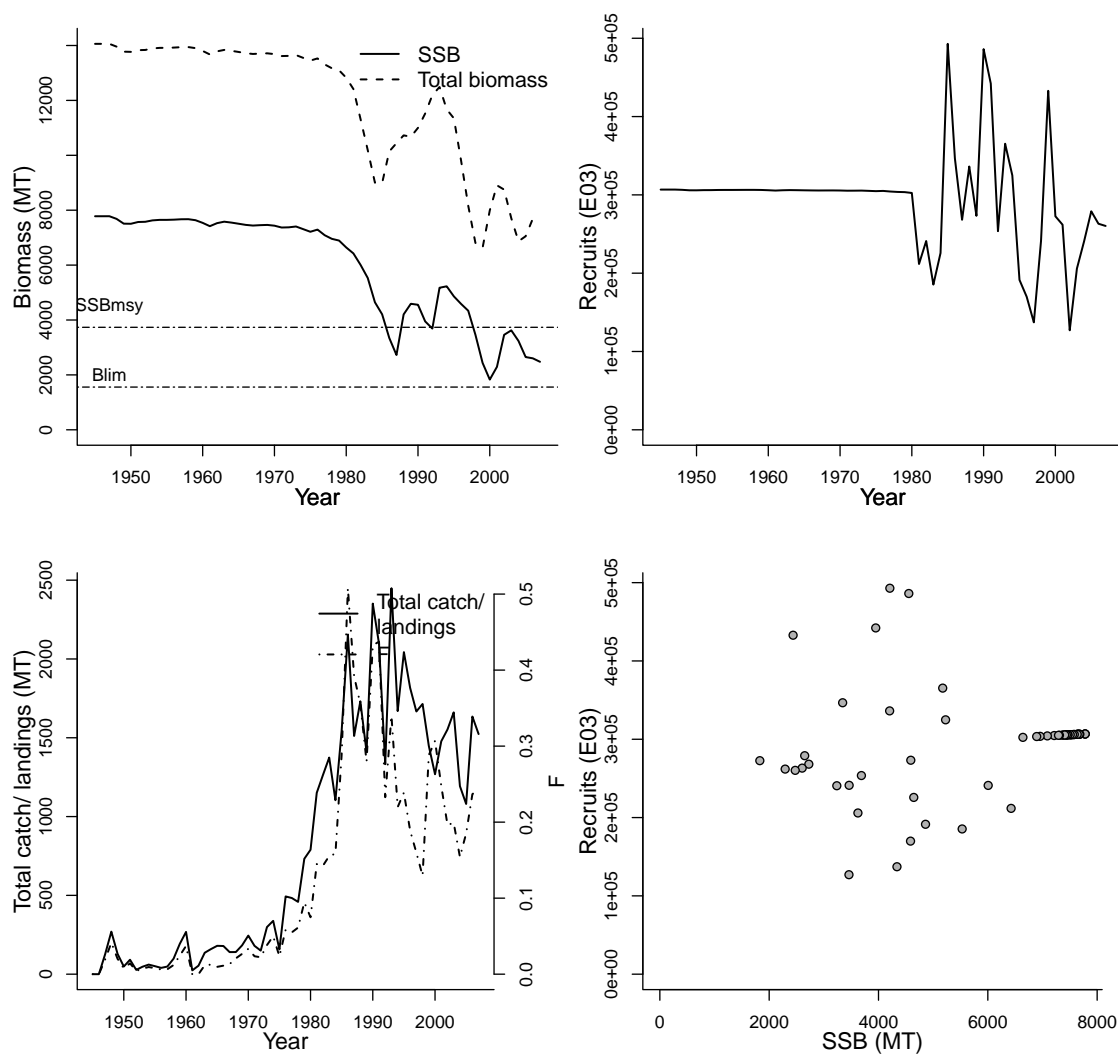 SSB
Total biomass
Biomass (MT)
0
2000
4000
6000
8000
12000
SSBmsy
Blim
1950
1960
1970
1980
1990
2000
Year
Recruits (E03)
0e+00
1e+05
2e+05
3e+05
4e+05
5e+05
1950
1960
1970
1980
1990
2000
Year
Total catch/
landings
F
Total catch/ landings (MT)
0
500
1000
1500
2000
2500
F
0.0
0.1
0.2
0.3
0.4
0.5
1950
1960
1970
1980
1990
2000
Year
Recruits (E03)
0e+00
1e+05
2e+05
3e+05
4e+05
5e+05
0
2000
4000
6000
8000
SSB (MT)